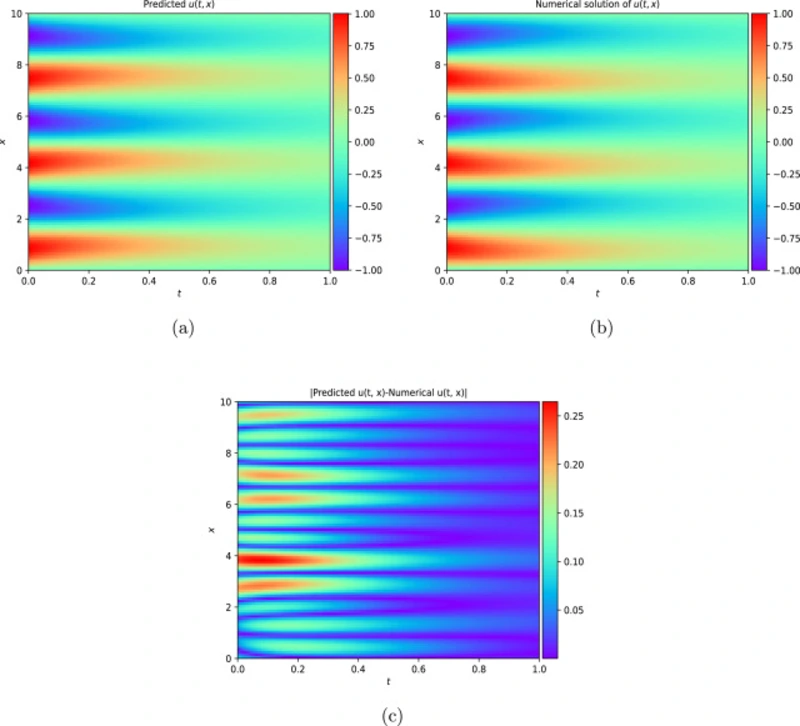 Predicted u(t, x)
10
8
6
4
2
0
x
0.0 0.2 0.4 0.6 0.8 1.0
t
1.00
0.75
0.50
0.25
0.00
−0.25
−0.50
−0.75
−1.00
(a)
Numerical solution of u(t, x)
10
8
6
4
2
0
x
0.0 0.2 0.4 0.6 0.8 1.0
t
1.00
0.75
0.50
0.25
0.00
−0.25
−0.50
−0.75
−1.00
(b)
|Predicted u(t, x)-Numerical u(t, x)|
10
8
6
4
2
0
x
0.0 0.2 0.4 0.6 0.8 1.0
t
0.25
0.20
0.15
0.10
0.05
(c)